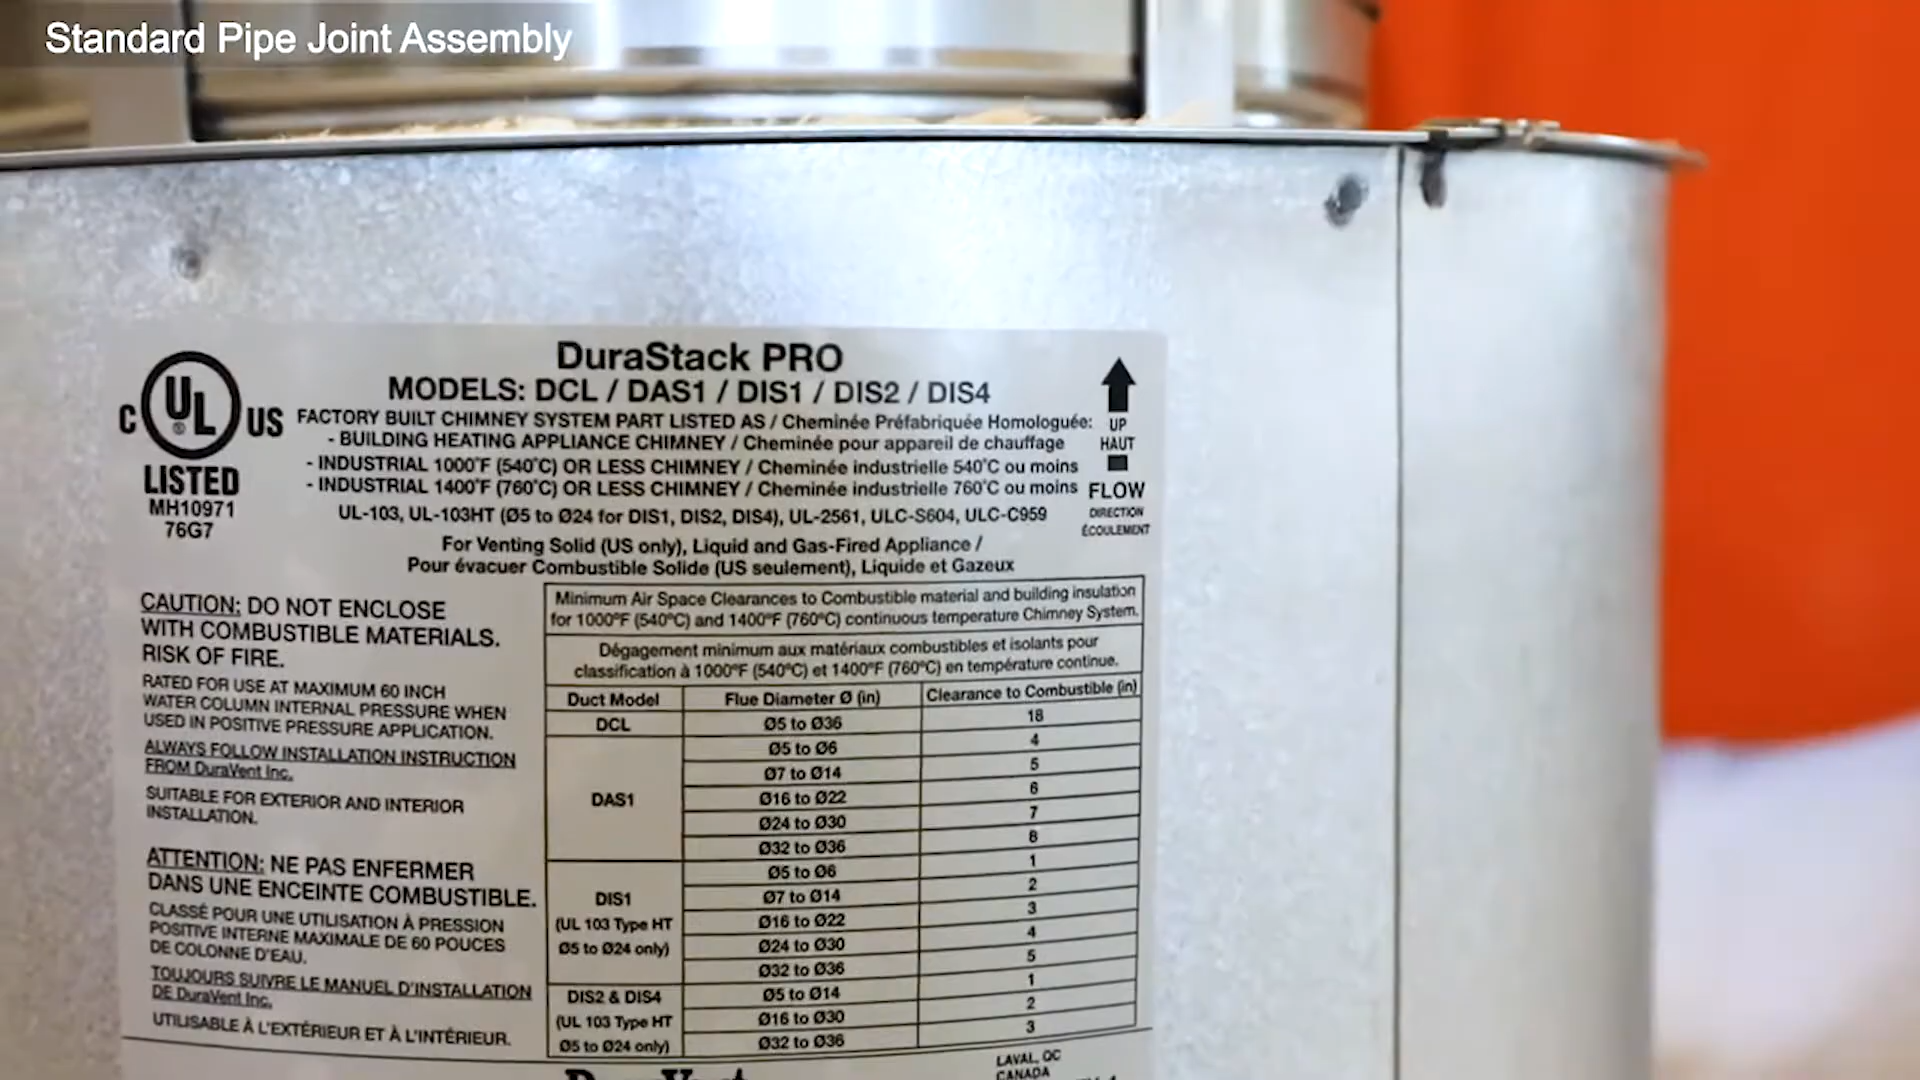 Standard Pipe Joint Assembly
DuraStack PRO
MODELS: DCL / DAS1 / DIS1 / DIS2 / DIS4
FACTORY BUILT CHIMNEY SYSTEM PART LISTED AS / Cheminée Préfabriquée Homologuée:
- BUILDING HEATING APPLIANCE CHIMNEY / Cheminée pour appareil de chauffage
- INDUSTRIAL 1000°F (540°C) OR LESS CHIMNEY / Cheminée industrielle 540°C ou moins
- INDUSTRIAL 1400°F (760°C) OR LESS CHIMNEY / Cheminée industrielle 760°C ou moins
UL-103, UL-103HT (Ø5 to Ø24 for DIS1, DIS2, DIS4), UL-2561, ULC-S604, ULC-C959
For Venting Solid (US only), Liquid and Gas-Fired Appliance /
Pour évacuer Combustible Solide (US seulement), Liquide et Gazeux
C UL ® US
LISTED
MH10971
76G7
UP
HAUT
FLOW
DIRECTION
ÉCOULEMENT
CAUTION: DO NOT ENCLOSE
WITH COMBUSTIBLE MATERIALS.
RISK OF FIRE.
RATED FOR USE AT MAXIMUM 60 INCH
WATER COLUMN INTERNAL PRESSURE WHEN
USED IN POSITIVE PRESSURE APPLICATION.
ALWAYS FOLLOW INSTALLATION INSTRUCTION
FROM DuraVent Inc.
SUITABLE FOR EXTERIOR AND INTERIOR
INSTALLATION.
ATTENTION: NE PAS ENFERMER
DANS UNE ENCEINTE COMBUSTIBLE.
CLASSÉ POUR UNE UTILISATION À PRESSION
POSITIVE INTERNE MAXIMALE DE 60 POUCES
DE COLONNE D'EAU.
TOUJOURS SUIVRE LE MANUEL D'INSTALLATION
DE DuraVent Inc.
UTILISABLE À L'EXTÉRIEUR ET À L'INTÉRIEUR.
Minimum Air Space Clearances to Combustible material and building insulation
for 1000ºF (540ºC) and 1400ºF (760ºC) continuous temperature Chimney System.
Dégagement minimum aux matériaux combustibles et isolants pour
classification à 1000ºF (540ºC) et 1400ºF (760ºC) en température continue.
Duct Model Flue Diameter Ø (in) Clearance to Combustible (in)
DCL Ø5 to Ø36 18
DAS1
Ø5 to Ø6 4
Ø7 to Ø14 5
Ø16 to Ø22 6
Ø24 to Ø30 7
Ø32 to Ø36 8
DIS1
(UL 103 Type HT
Ø5 to Ø24 only)
Ø5 to Ø6 1
Ø7 to Ø14 2
Ø16 to Ø22 3
Ø24 to Ø30 4
Ø32 to Ø36 5
DIS2 & DIS4
(UL 103 Type HT
Ø5 to Ø24 only)
Ø5 to Ø14 1
Ø16 to Ø30 2
Ø32 to Ø36 3
DuraVent
LAVAL, QC
CANADA